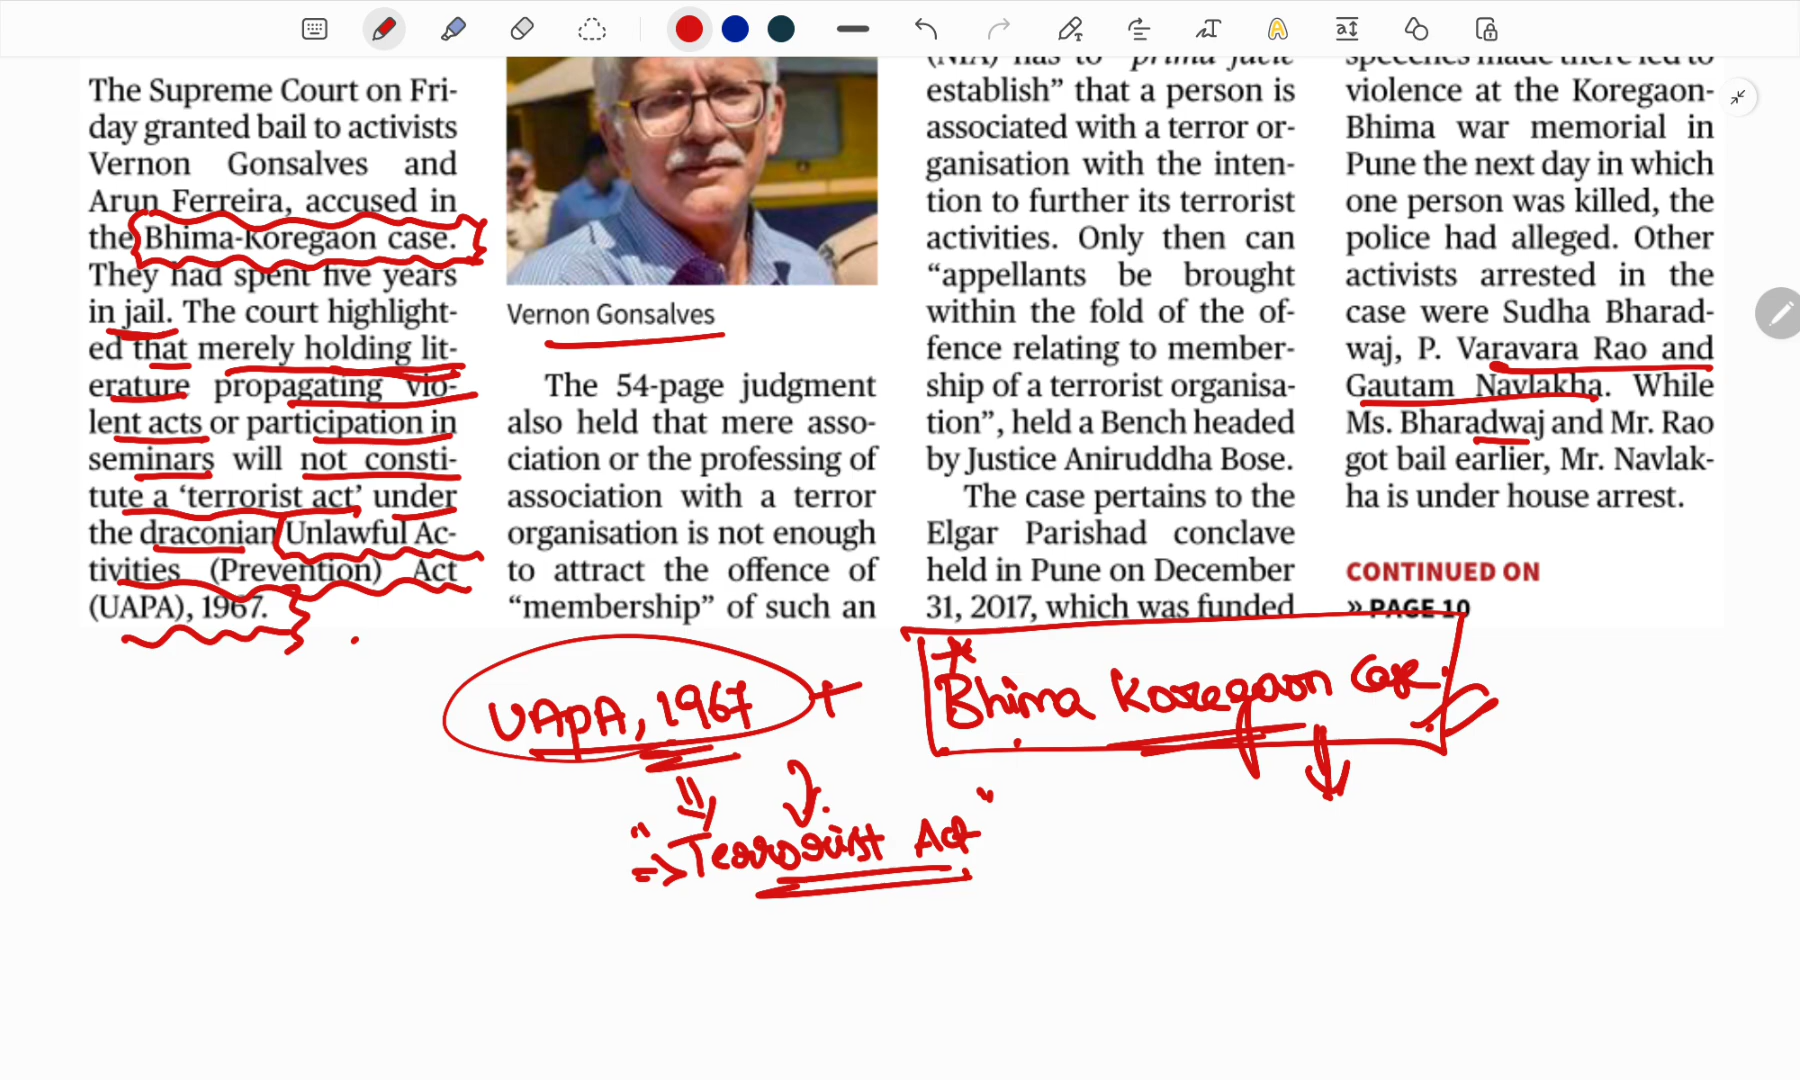 The Supreme Court on Fri-
day granted bail to activists
Vernon Gonsalves and
Arun Ferreira, accused in
the Bhima-Koregaon case.
They had spent five years
in jail. The court highlight-
ed that merely holding lit-
erature propagating vio-
lent acts or participation in
seminars will not consti-
tute a ‘terrorist act’ under
the draconian Unlawful Ac-
tivities (Prevention) Act
(UAPA), 1967.
Vernon Gonsalves
The 54-page judgment
also held that mere asso-
ciation or the professing of
association with a terror
organisation is not enough
to attract the offence of
“membership” of such an
(NIA) has to “prima facie
establish” that a person is
associated with a terror or-
ganisation with the inten-
tion to further its terrorist
activities. Only then can
“appellants be brought
within the fold of the of-
fence relating to member-
ship of a terrorist organisa-
tion”, held a Bench headed
by Justice Aniruddha Bose.
The case pertains to the
Elgar Parishad conclave
held in Pune on December
31, 2017, which was funded
speeches made there led to
violence at the Koregaon-
Bhima war memorial in
Pune the next day in which
one person was killed, the
police had alleged. Other
activists arrested in the
case were Sudha Bharad-
waj, P. Varavara Rao and
Gautam Navlakha. While
Ms. Bharadwaj and Mr. Rao
got bail earlier, Mr. Navlak-
ha is under house arrest.
CONTINUED ON
» PAGE 10
UAPA, 1967 + Bhima Koregaon Case
"Terrorist Act"